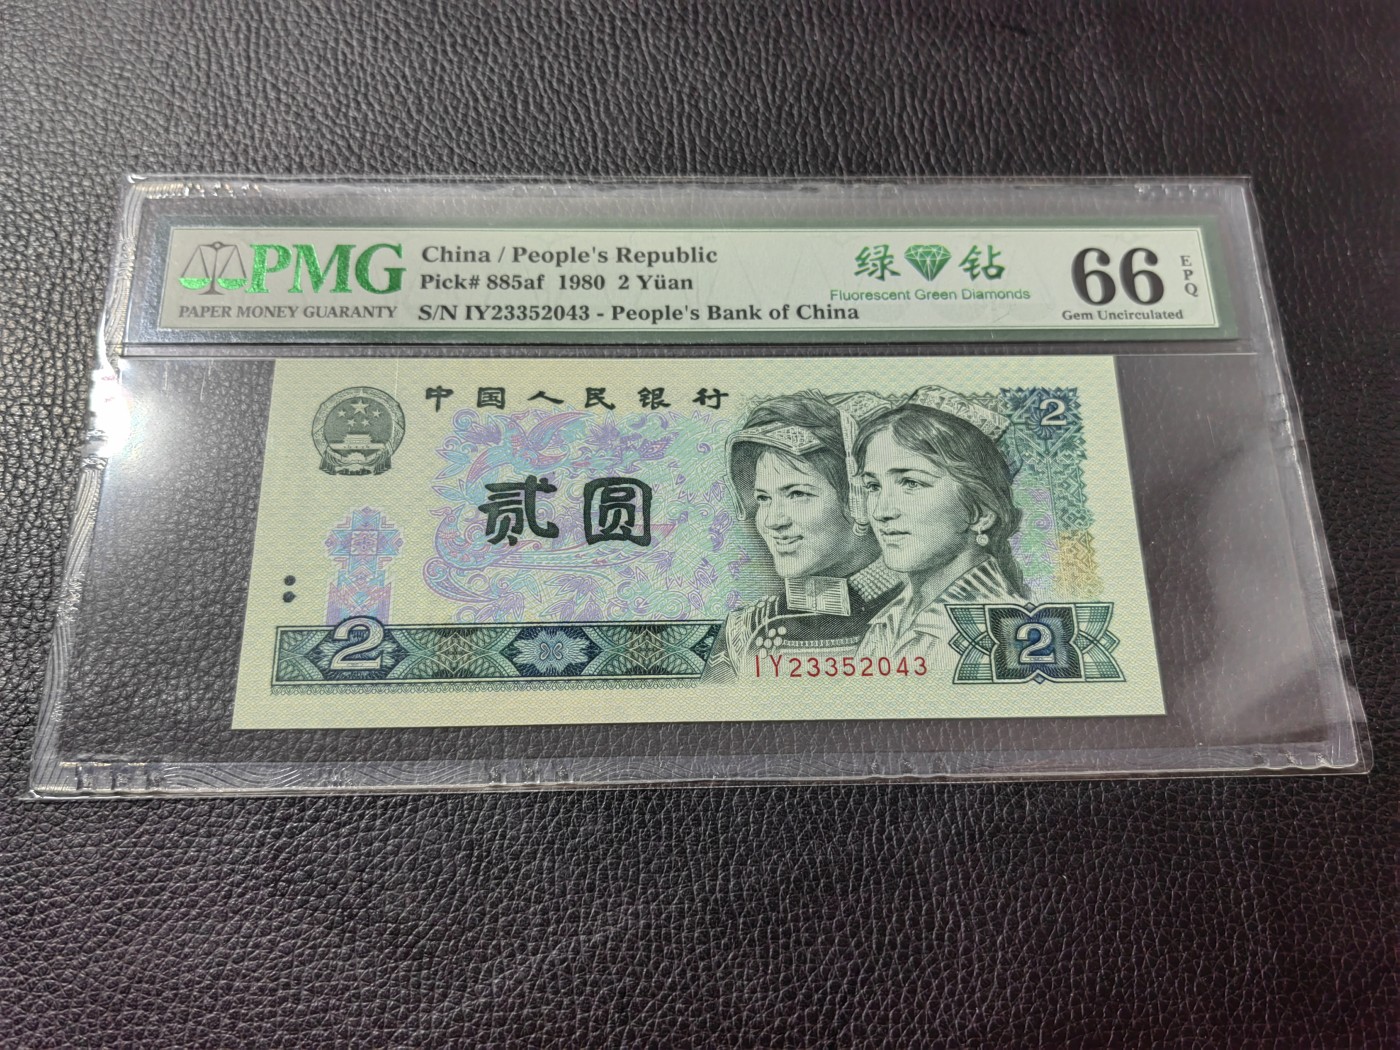 PMG
PAPER MONEY GUARANTY
China / People's Republic
Pick# 885af 1980 2 Yüan
S/N IY23352043 - People's Bank of China
绿 钻
Fluorescent Green Diamonds
66
EPQ
Gem Uncirculated
中国人民银行
2
贰圆
2
IY23352043
2